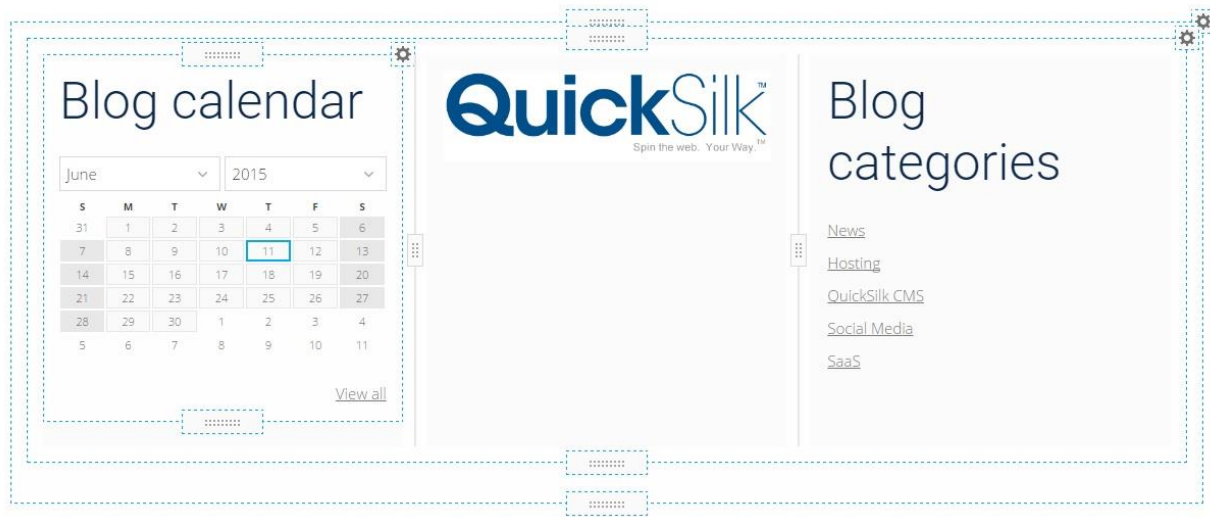 Blog calendar
June 2015
S M T W T F S
31 1 2 3 4 5 6
7 8 9 10 11 12 13
14 15 16 17 18 19 20
21 22 23 24 25 26 27
28 29 30 1 2 3 4
5 6 7 8 9 10 11
View all
QuickSilk™
Spin the web. Your Way.™
Blog
categories
News
Hosting
QuickSilk CMS
Social Media
SaaS